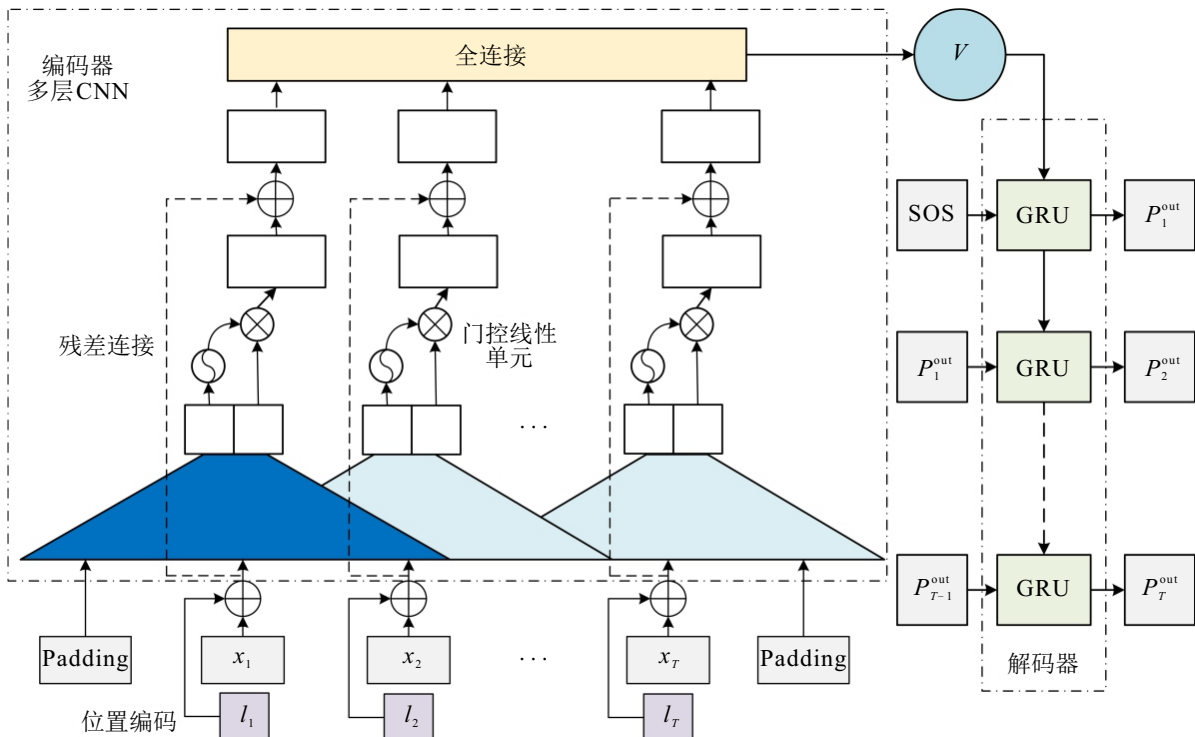 编码器
多层CNN
全连接
V
SOS
GRU
P_1^out
残差连接
门控线性
单元
P_1^out
GRU
P_2^out
...
P_{T-1}^out
GRU
P_T^out
Padding
x_1
x_2
...
x_T
Padding
解码器
位置编码
l_1
l_2
l_T